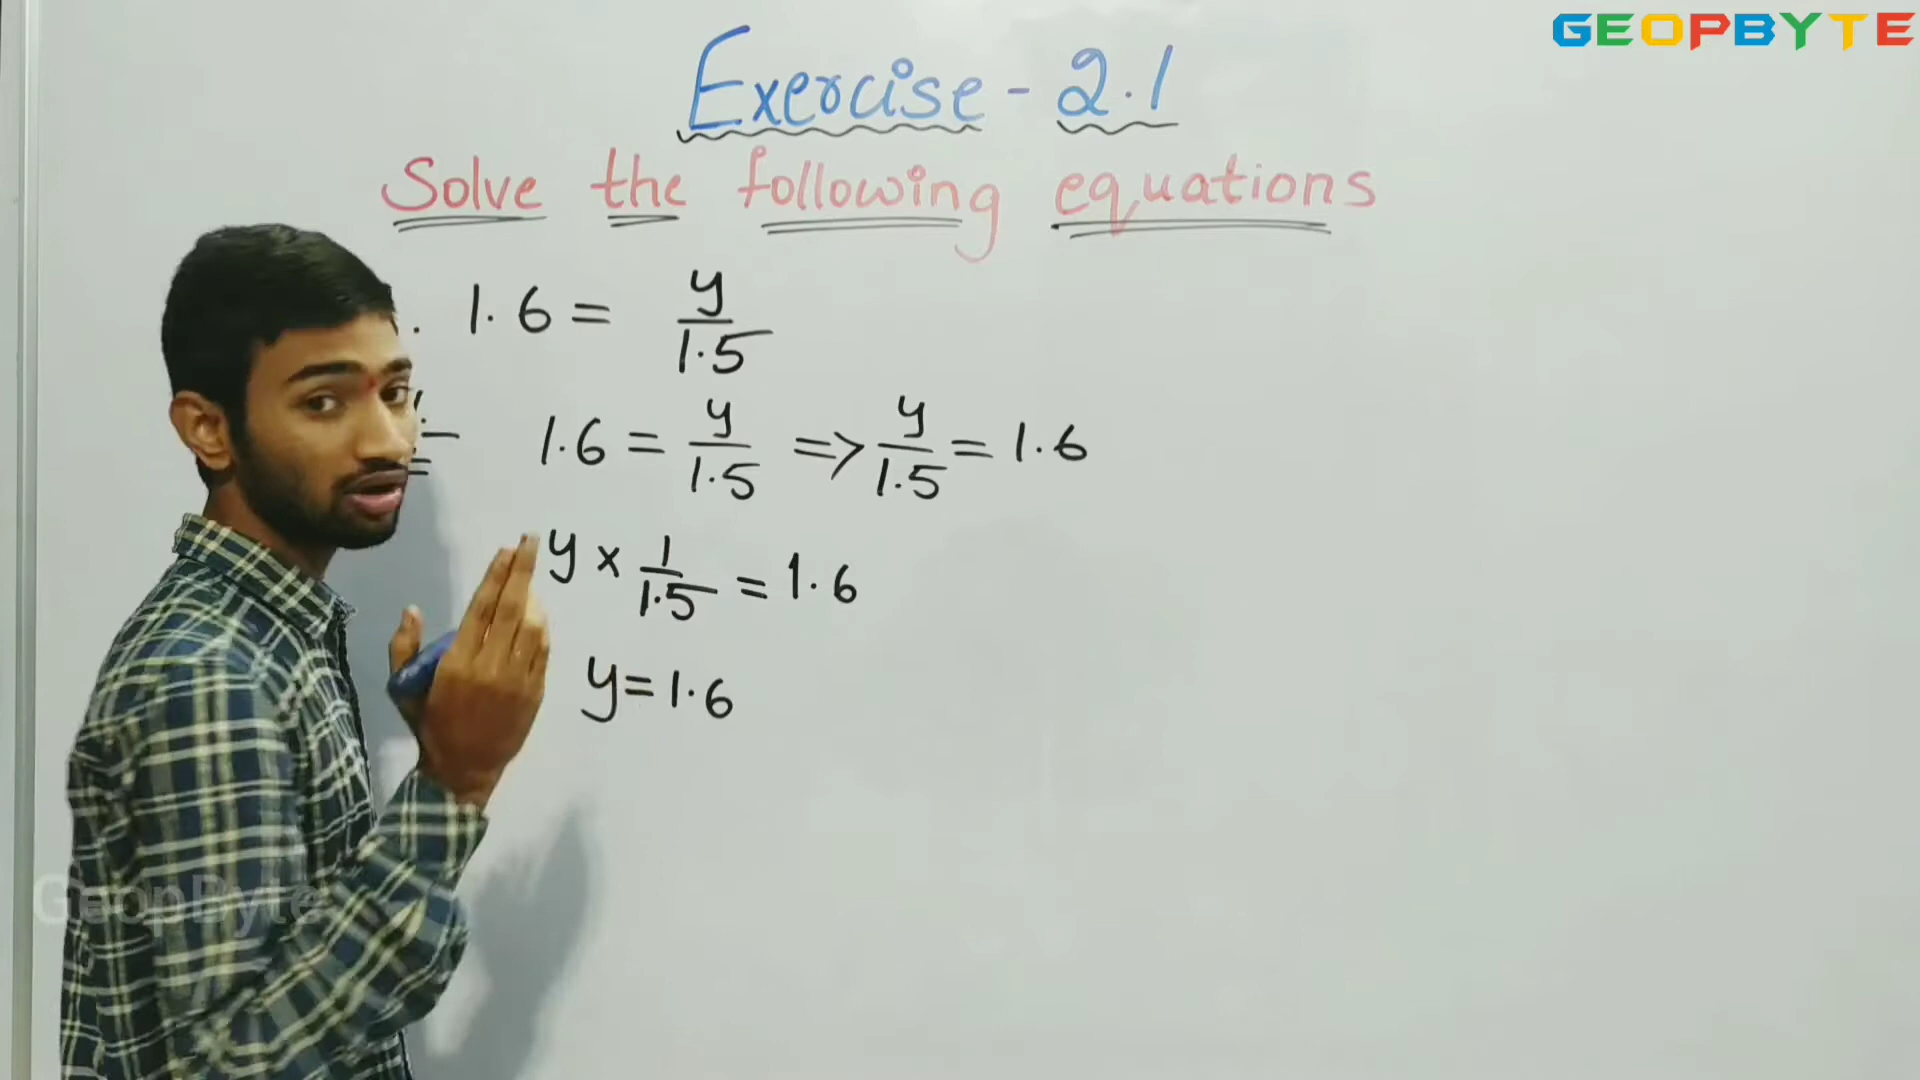 GEOPBYTE
Exercise - 2.1
Solve the following equations
. 1.6 = y/1.5
1.6 = y/1.5 => y/1.5 = 1.6
y × 1/1.5 = 1.6
y = 1.6
GeopByte